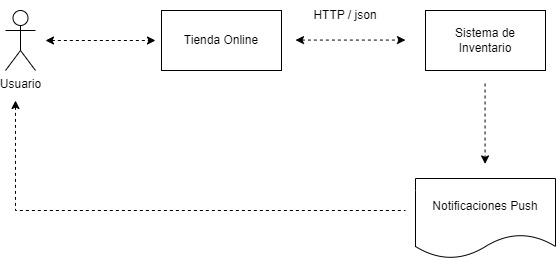 HTTP / json
Tienda Online
Sistema de
Inventario
Usuario
Notificaciones Push